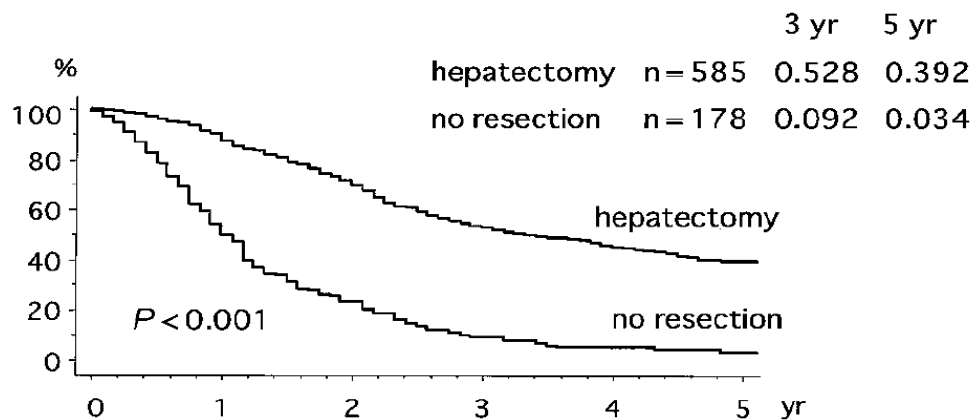 3 yr 5 yr
%
hepatectomy n=585 0.528 0.392
no resection n=178 0.092 0.034
100
80
60
40
20
0
hepatectomy
no resection
P<0.001
0 1 2 3 4 5 yr